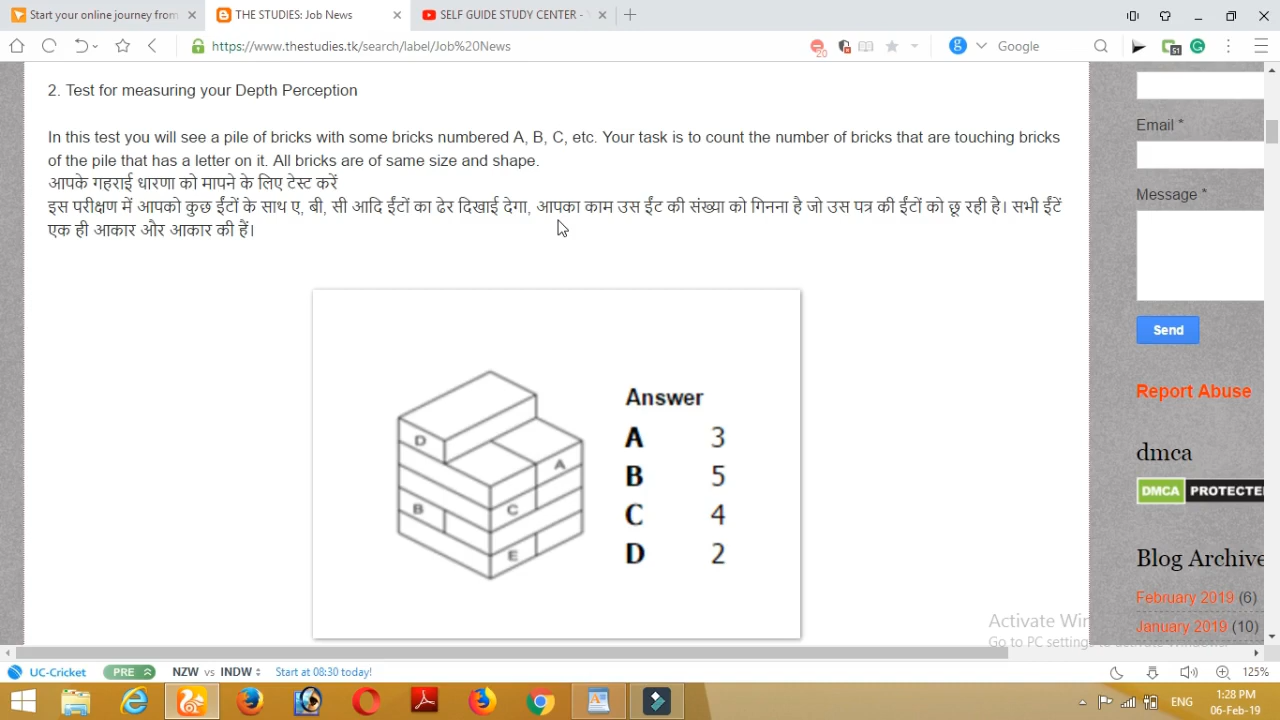 Start your online journey from
THE STUDIES: Job News
SELF GUIDE STUDY CENTER -
https://www.thestudies.tk/search/label/Job%20News
20
Google
51
2. Test for measuring your Depth Perception
In this test you will see a pile of bricks with some bricks numbered A, B, C, etc. Your task is to count the number of bricks that are touching bricks
of the pile that has a letter on it. All bricks are of same size and shape.
आपके गहराई धारणा को मापने के लिए टेस्ट करें
इस परीक्षण में आपको कुछ ईंटों के साथ ए, बी, सी आदि ईंटों का ढेर दिखाई देगा, आपका काम उस ईंट की संख्या को गिनना है जो उस पत्र की ईंटों को छू रही है। सभी ईंटें
एक ही आकार और आकार की हैं।
Email *
Message *
Send
Report Abuse
dmca
DMCA PROTECTE
Blog Archive
February 2019 (6)
January 2019 (10)
D
A
B
C
E
Answer
A 3
B 5
C 4
D 2
Activate Win
Go to PC settings to activate Windows.
UC-Cricket
PRE
NZW vs INDW
Start at 08:30 today!
125%
ENG
1:28 PM
06-Feb-19